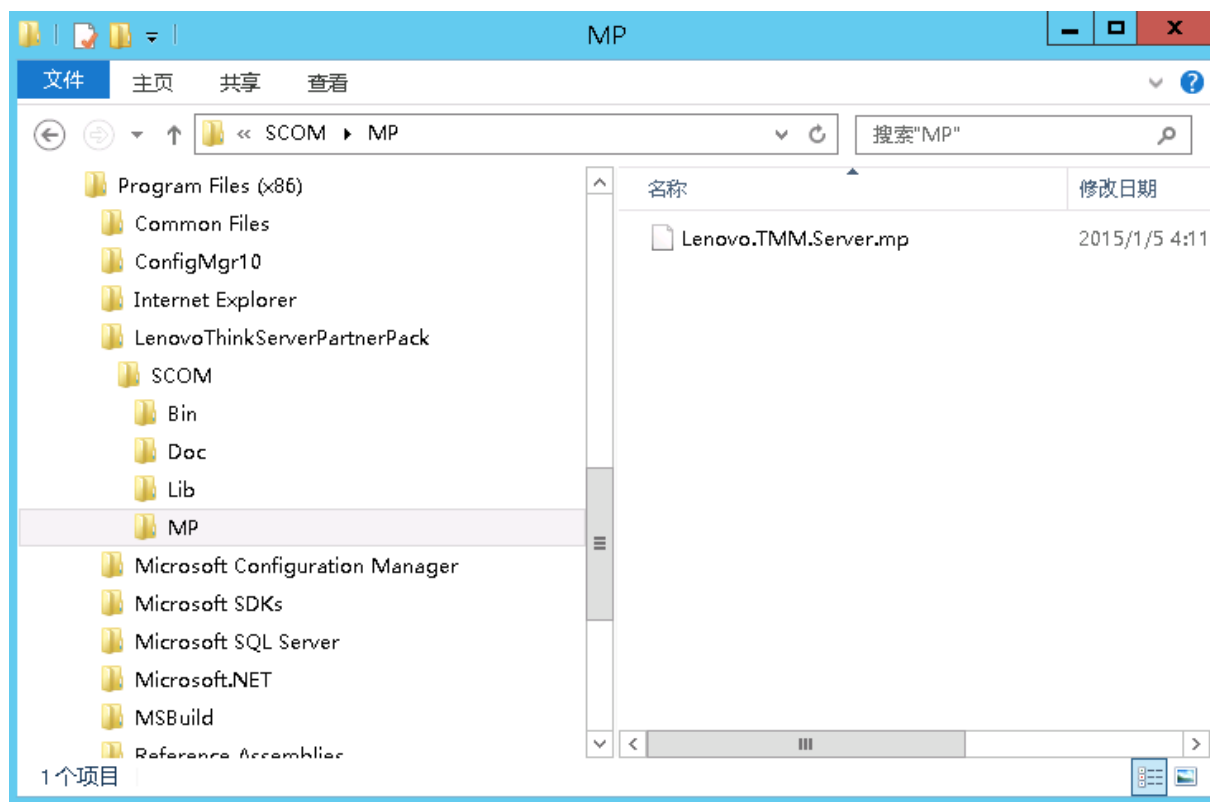 MP
文件 主页 共享 查看
« SCOM MP 搜索"MP"
Program Files (x86)
Common Files
ConfigMgr10
Internet Explorer
LenovoThinkServerPartnerPack
SCOM
Bin
Doc
Lib
MP
Microsoft Configuration Manager
Microsoft SDKs
Microsoft SQL Server
Microsoft.NET
MSBuild
Reference Assemblies
名称 修改日期
Lenovo.TMM.Server.mp 2015/1/5 4:11
1个项目